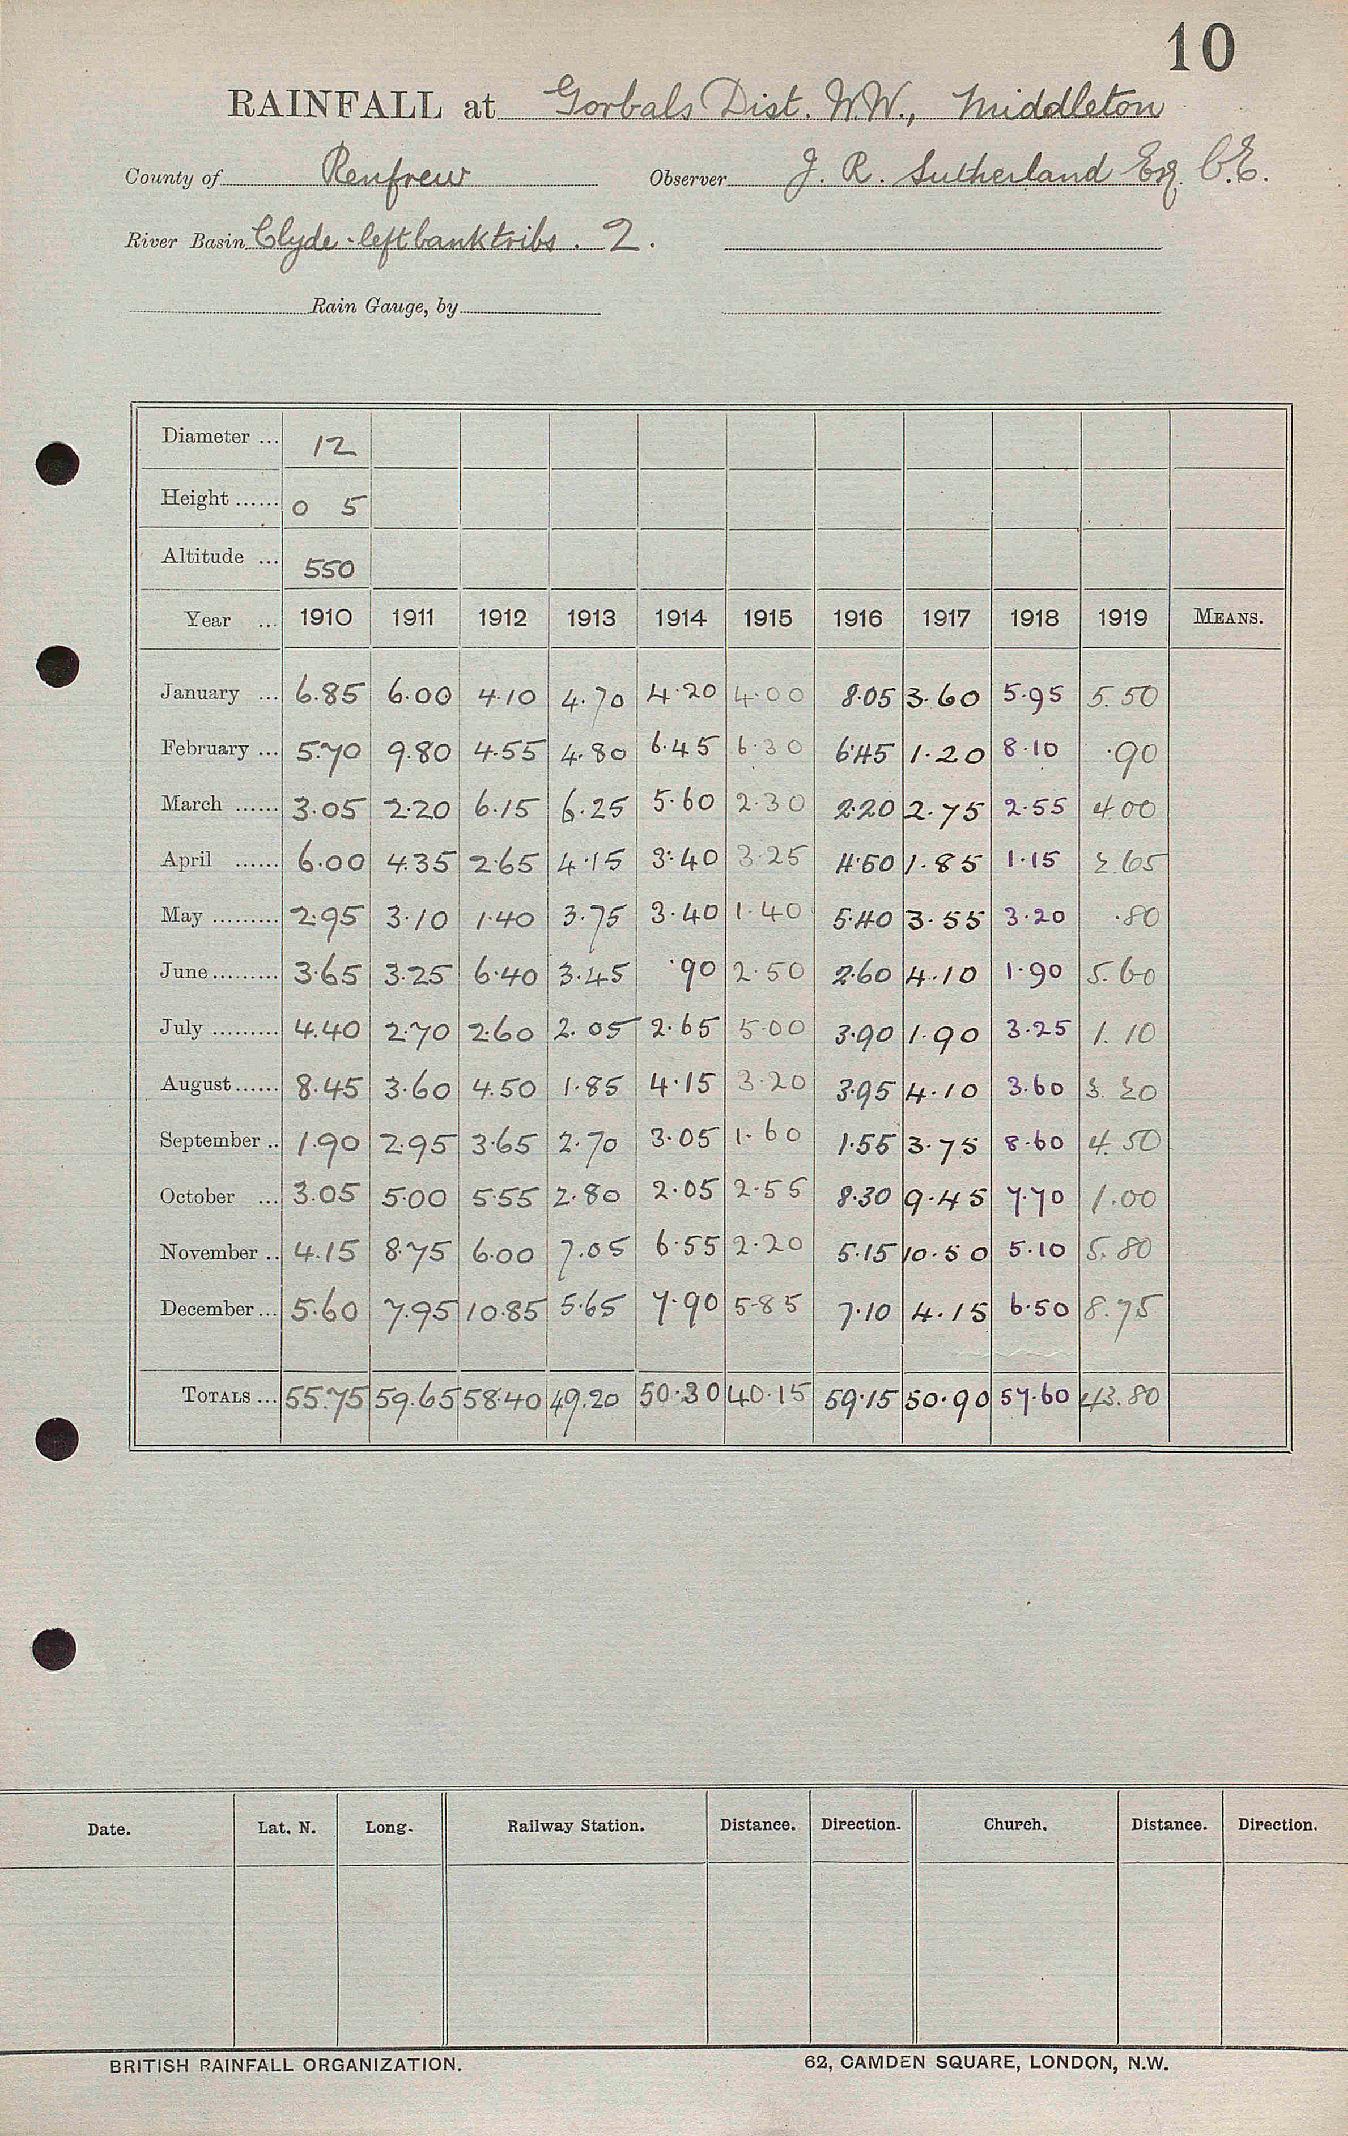 10
RAINFALL at Gorbals Dist. W.W., Middleton
County of Renfrew Observer J. R. Sutherland Esq. C.E.
River Basin Clyde - left bank tribs. 2.
Rain Gauge, by
Diameter ... 12
Height ...... 0 5
Altitude ... 550
Year ... 1910 1911 1912 1913 1914 1915 1916 1917 1918 1919 MEANS.
January ... 6.85 6.00 4.10 4.70 4.20 4.00 8.05 3.60 5.95 5.50
February ... 5.70 9.80 4.55 4.80 6.45 6.30 6.45 1.20 8.10 .90
March ...... 3.05 2.20 6.15 6.25 5.60 2.30 2.20 2.75 2.55 4.00
April ...... 6.00 4.35 2.65 4.15 3.40 3.25 4.50 1.85 1.15 2.65
May ......... 2.95 3.10 1.40 3.75 3.40 1.40 5.40 3.55 3.20 .80
June ......... 3.65 3.25 6.40 3.45 .90 2.50 2.60 4.10 1.90 5.60
July ......... 4.40 2.70 2.60 2.05 2.65 5.00 3.90 1.90 3.25 1.10
August ...... 8.45 3.60 4.50 1.85 4.15 3.20 3.95 4.10 3.60 3.20
September .. 1.90 2.95 3.65 2.70 3.05 1.60 1.55 3.75 8.60 4.50
October ... 3.05 5.00 5.55 2.80 2.05 2.55 8.30 9.45 7.70 1.00
November .. 4.15 8.75 6.00 7.05 6.55 2.20 5.15 10.50 5.10 5.80
December ... 5.60 7.95 10.85 5.65 7.90 5.85 7.10 4.15 6.50 8.75
TOTALS ... 55.75 59.65 58.40 49.20 50.30 40.15 59.15 50.90 57.60 43.80
Date. Lat. N. Long. Railway Station. Distance. Direction. Church. Distance. Direction.
BRITISH RAINFALL ORGANIZATION. 62, CAMDEN SQUARE, LONDON, N.W.